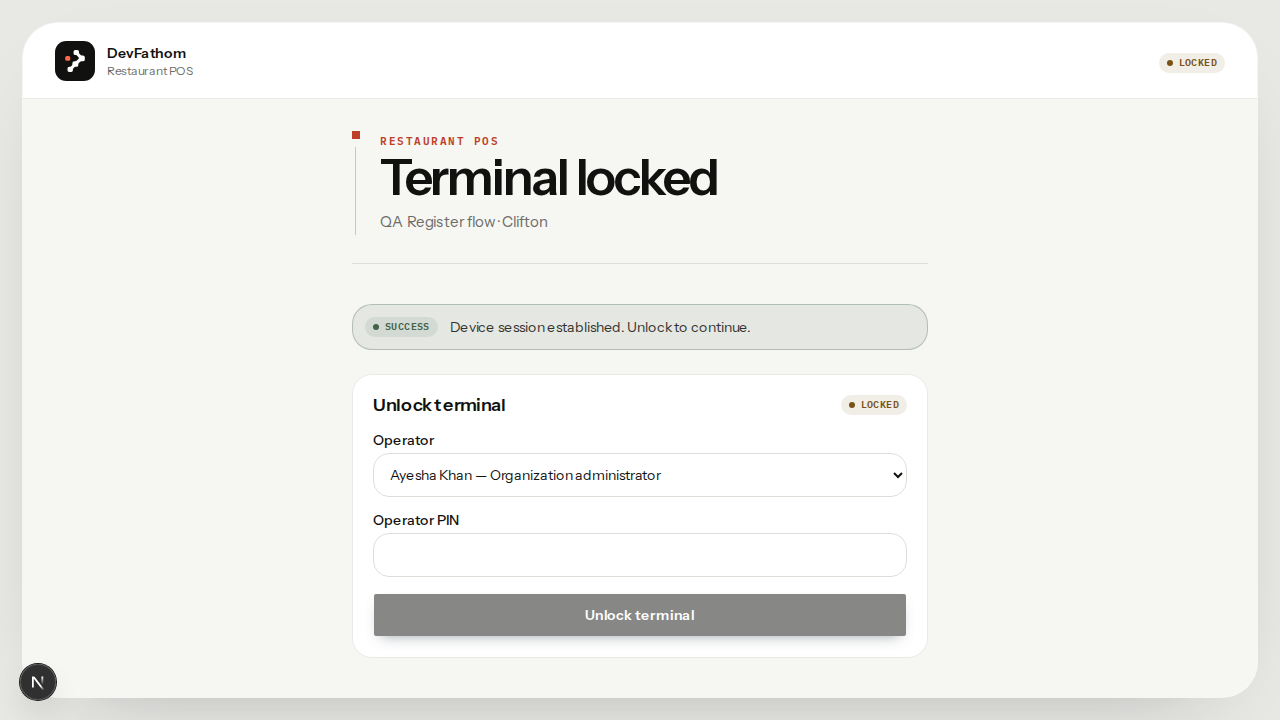 DevFathom
Restaurant POS
LOCKED
RESTAURANT POS
Terminal locked
QA Register flow · Clifton
SUCCESS Device session established. Unlock to continue.
Unlock terminal
LOCKED
Operator
Ayesha Khan — Organization administrator
Operator PIN
Unlock terminal
N